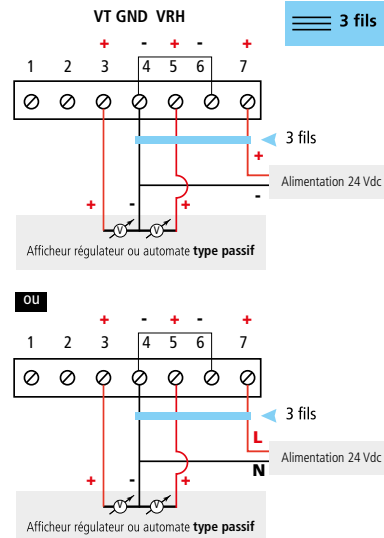 VT GND VRH
3 fils
+ - + - +
1 2 3 4 5 6 7
3 fils
+
Alimentation 24 Vdc
-
+ - +
V V
Afficheur régulateur ou automate type passif
ou
+ - + - +
1 2 3 4 5 6 7
3 fils
L
Alimentation 24 Vdc
N
+ - +
V V
Afficheur régulateur ou automate type passif